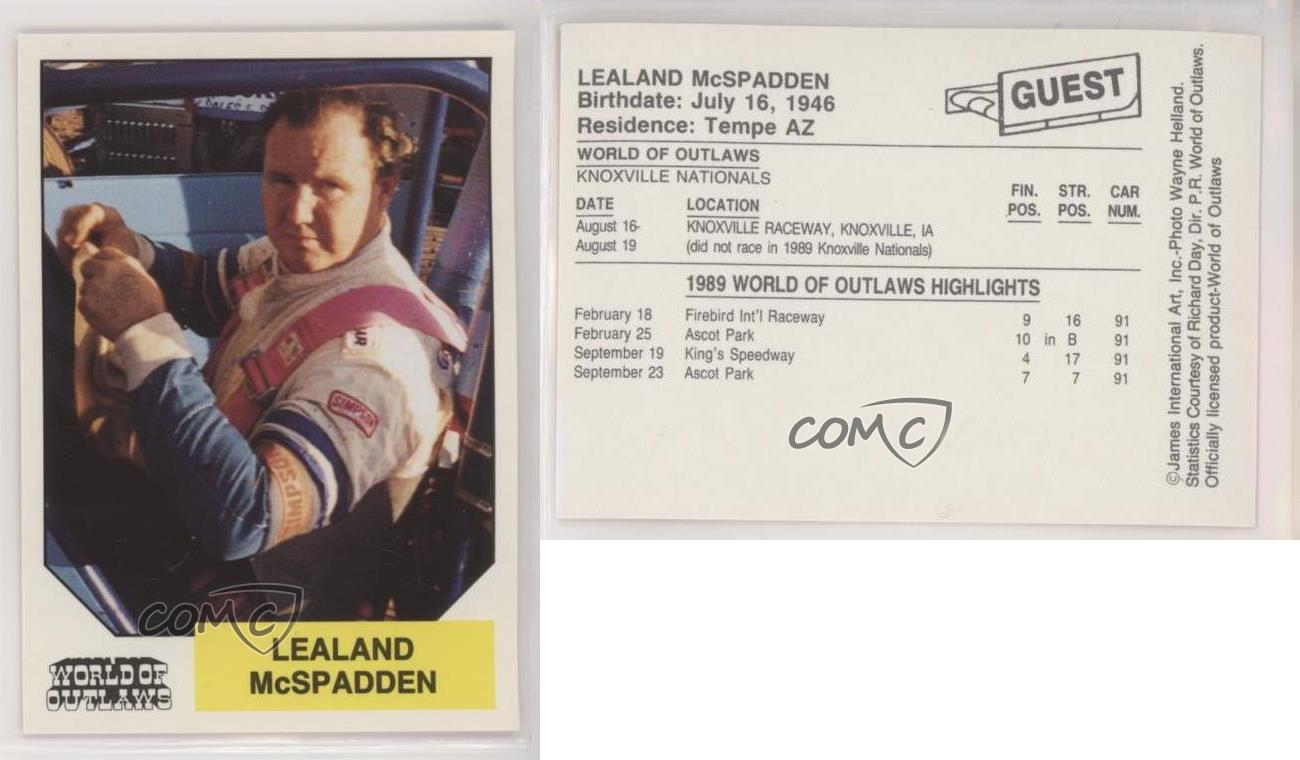 SIMPSON
SIMPSON
COMC
LEALAND
McSPADDEN
WORLD OF
OUTLAWS
LEALAND McSPADDEN
Birthdate: July 16, 1946
Residence: Tempe AZ
GUEST
WORLD OF OUTLAWS
KNOXVILLE NATIONALS
DATE LOCATION FIN. POS. STR. POS. CAR NUM.
August 16- KNOXVILLE RACEWAY, KNOXVILLE, IA
August 19 (did not race in 1989 Knoxville Nationals)
1989 WORLD OF OUTLAWS HIGHLIGHTS
February 18 Firebird Int'l Raceway 9 16 91
February 25 Ascot Park 10 in B 91
September 19 King's Speedway 4 17 91
September 23 Ascot Park 7 7 91
COMC
©James International Art, Inc.-Photo Wayne Helland.
Statistics Courtesy of Richard Day, Dir. P.R. World of Outlaws.
Officially licensed product-World of Outlaws